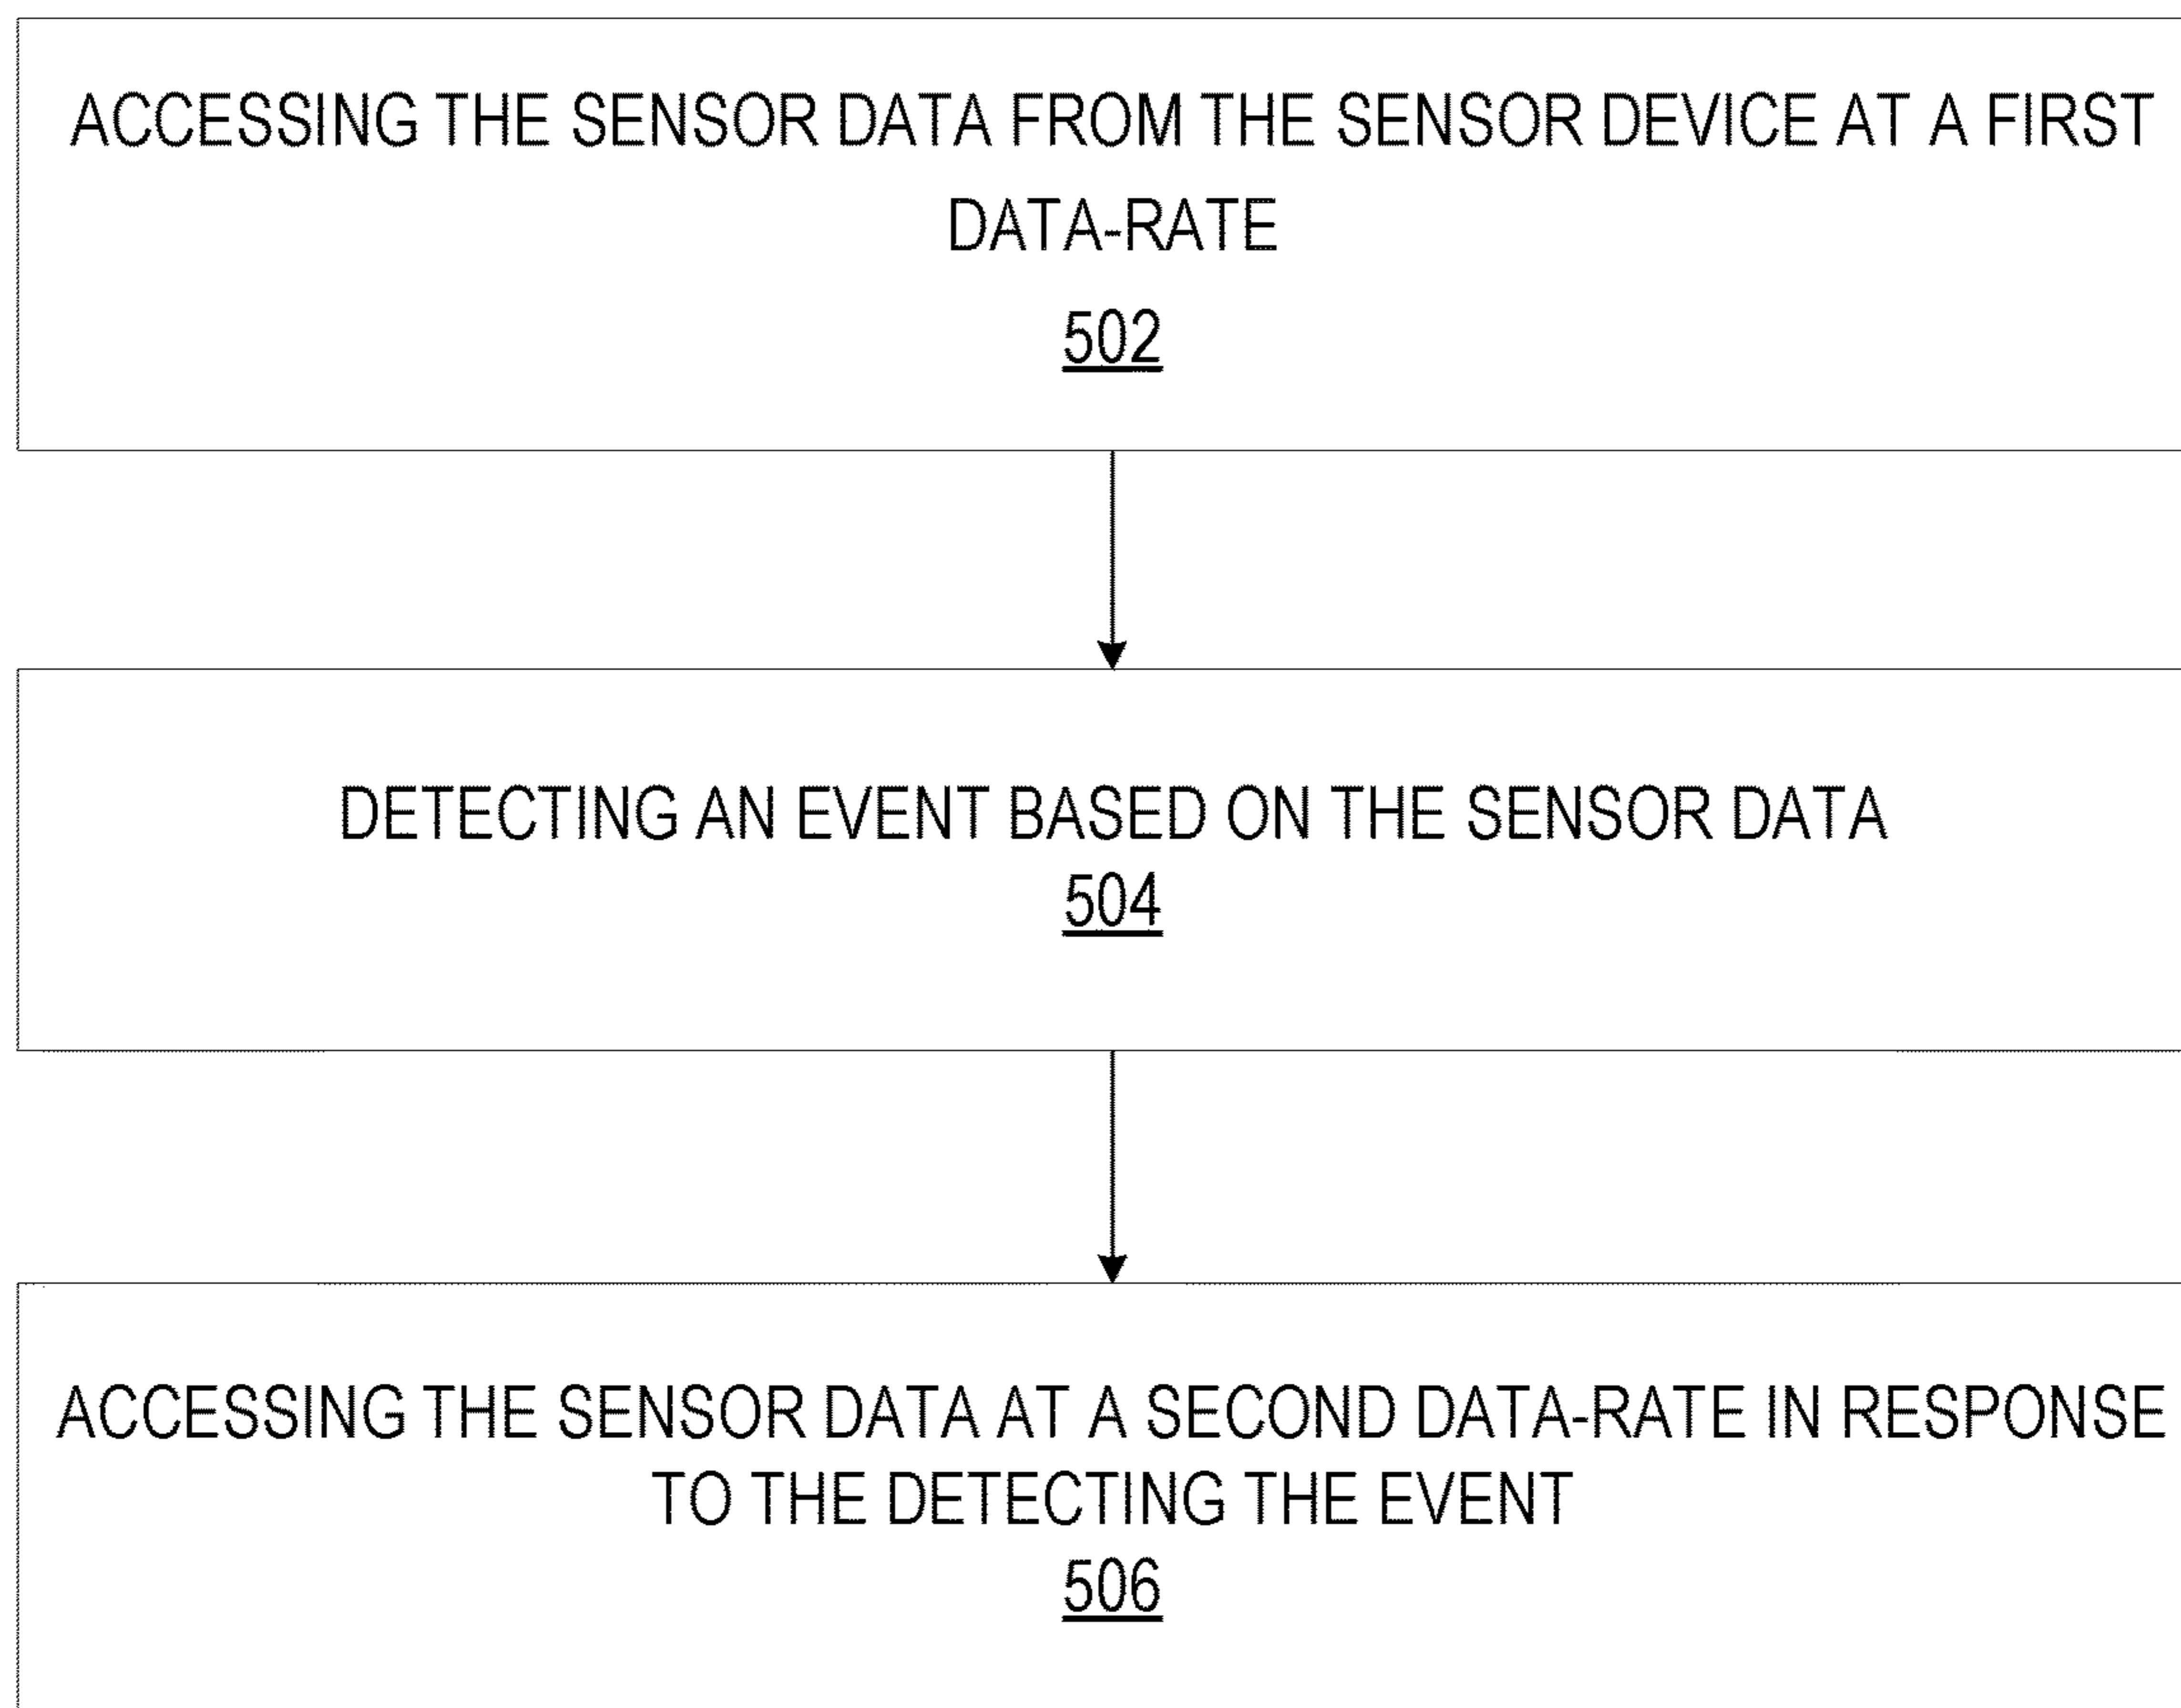 ACCESSING THE SENSOR DATA FROM THE SENSOR DEVICE AT A FIRST
DATA-RATE
502
DETECTING AN EVENT BASED ON THE SENSOR DATA
504
ACCESSING THE SENSOR DATA AT A SECOND DATA-RATE IN RESPONSE
TO THE DETECTING THE EVENT
506